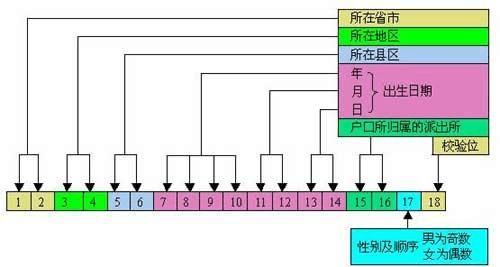 所在省市
所在地区
所在县区
年
月 出生日期
日
户口所归属的派出所
校验位
1 2 3 4 5 6 7 8 9 10 11 12 13 14 15 16 17 18
性别及顺序 男为奇数
女为偶数